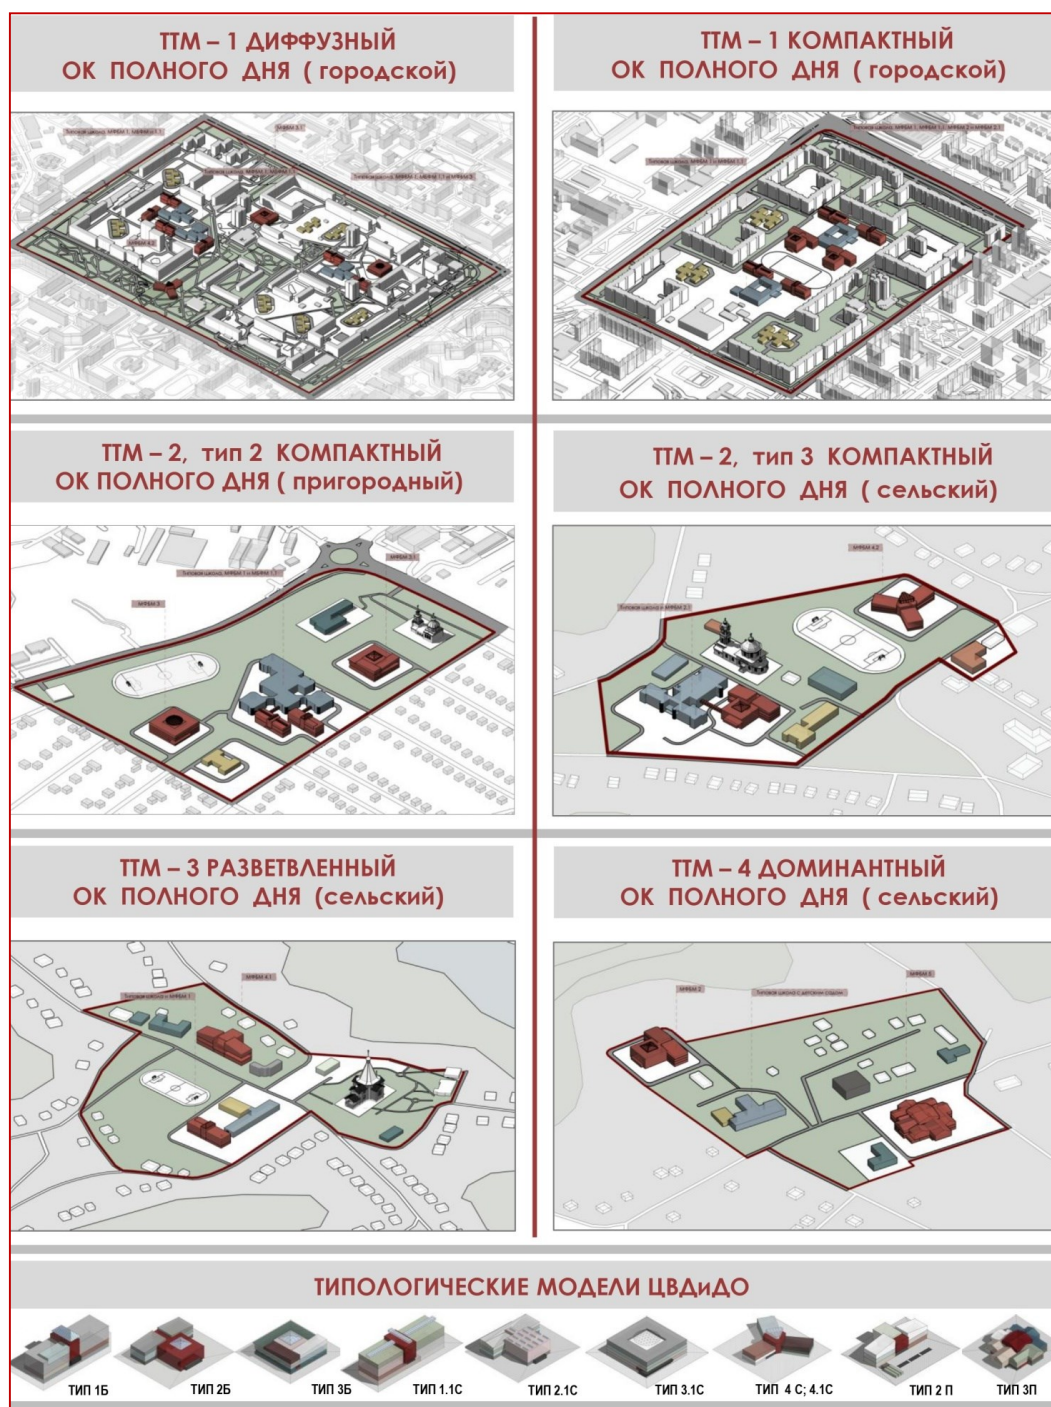 ТТМ – 1 ДИФФУЗНЫЙ
ОК ПОЛНОГО ДНЯ ( городской)
ТТМ – 1 КОМПАКТНЫЙ
ОК ПОЛНОГО ДНЯ ( городской)
ТТМ – 2, тип 2 КОМПАКТНЫЙ
ОК ПОЛНОГО ДНЯ ( пригородный)
ТТМ – 2, тип 3 КОМПАКТНЫЙ
ОК ПОЛНОГО ДНЯ ( сельский)
ТТМ – 3 РАЗВЕТВЛЕННЫЙ
ОК ПОЛНОГО ДНЯ (сельский)
ТТМ – 4 ДОМИНАНТНЫЙ
ОК ПОЛНОГО ДНЯ ( сельский)
ТИПОЛОГИЧЕСКИЕ МОДЕЛИ ЦВДиДО
ТИП 1Б
ТИП 2Б
ТИП 3Б
ТИП 1.1С
ТИП 2.1С
ТИП 3.1С
ТИП 4 С; 4.1С
ТИП 2 П
ТИП 3П